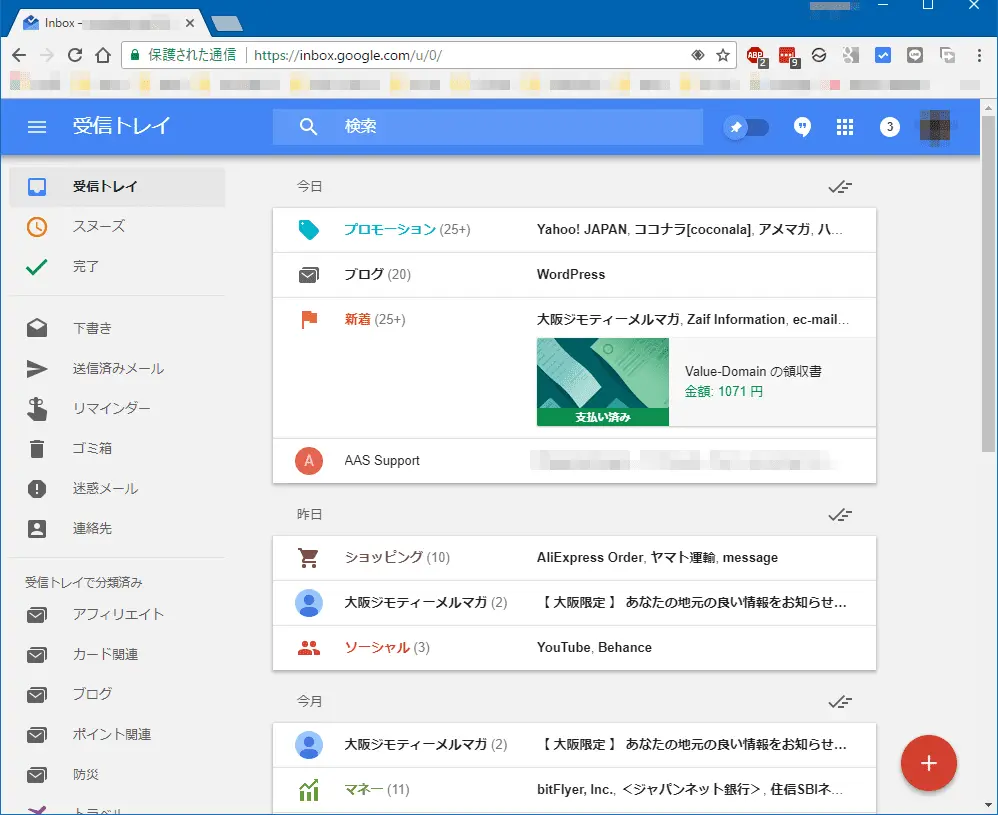 Inbox -
保護された通信 https://inbox.google.com/u/0/
ABP 2 9
受信トレイ 検索 3
受信トレイ
スヌーズ
完了
下書き
送信済みメール
リマインダー
ゴミ箱
迷惑メール
連絡先
受信トレイで分類済み
アフィリエイト
カード関連
ブログ
ポイント関連
防災
トラベル
今日
プロモーション (25+) Yahoo! JAPAN, ココナラ[coconala], アメマガ, ハ...
ブログ (20) WordPress
新着 (25+) 大阪ジモティーメルマガ, Zaif Information, ec-mail...
Value-Domain の領収書
金額: 1071 円
支払い済み
A AAS Support
昨日
ショッピング (10) AliExpress Order, ヤマト運輸, message
大阪ジモティーメルマガ (2) 【 大阪限定 】 あなたの地元の良い情報をお知らせ...
ソーシャル (3) YouTube, Behance
今月
大阪ジモティーメルマガ (2) 【 大阪限定 】 あなたの地元の良い情報をお知らせ...
マネー (11) bitFlyer, Inc., ＜ジャパンネット銀行＞, 住信SBIネ...